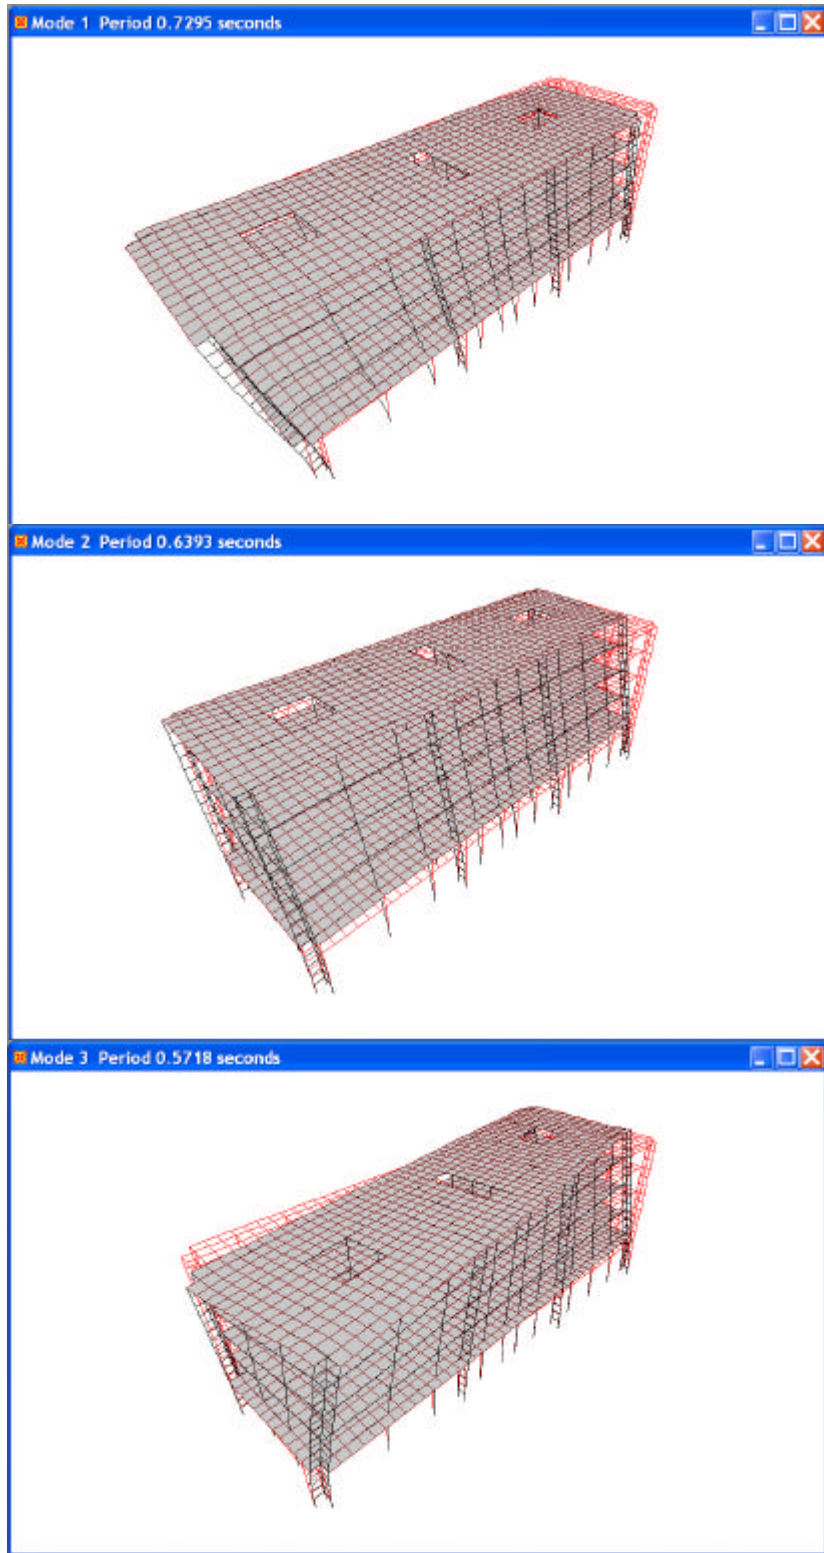 Mode 1  Period 0.7295 seconds
Mode 2  Period 0.6393 seconds
Mode 3  Period 0.5718 seconds